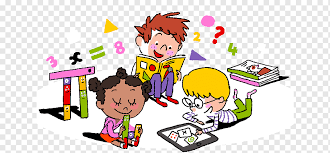 3 x = 8 2 ? 4